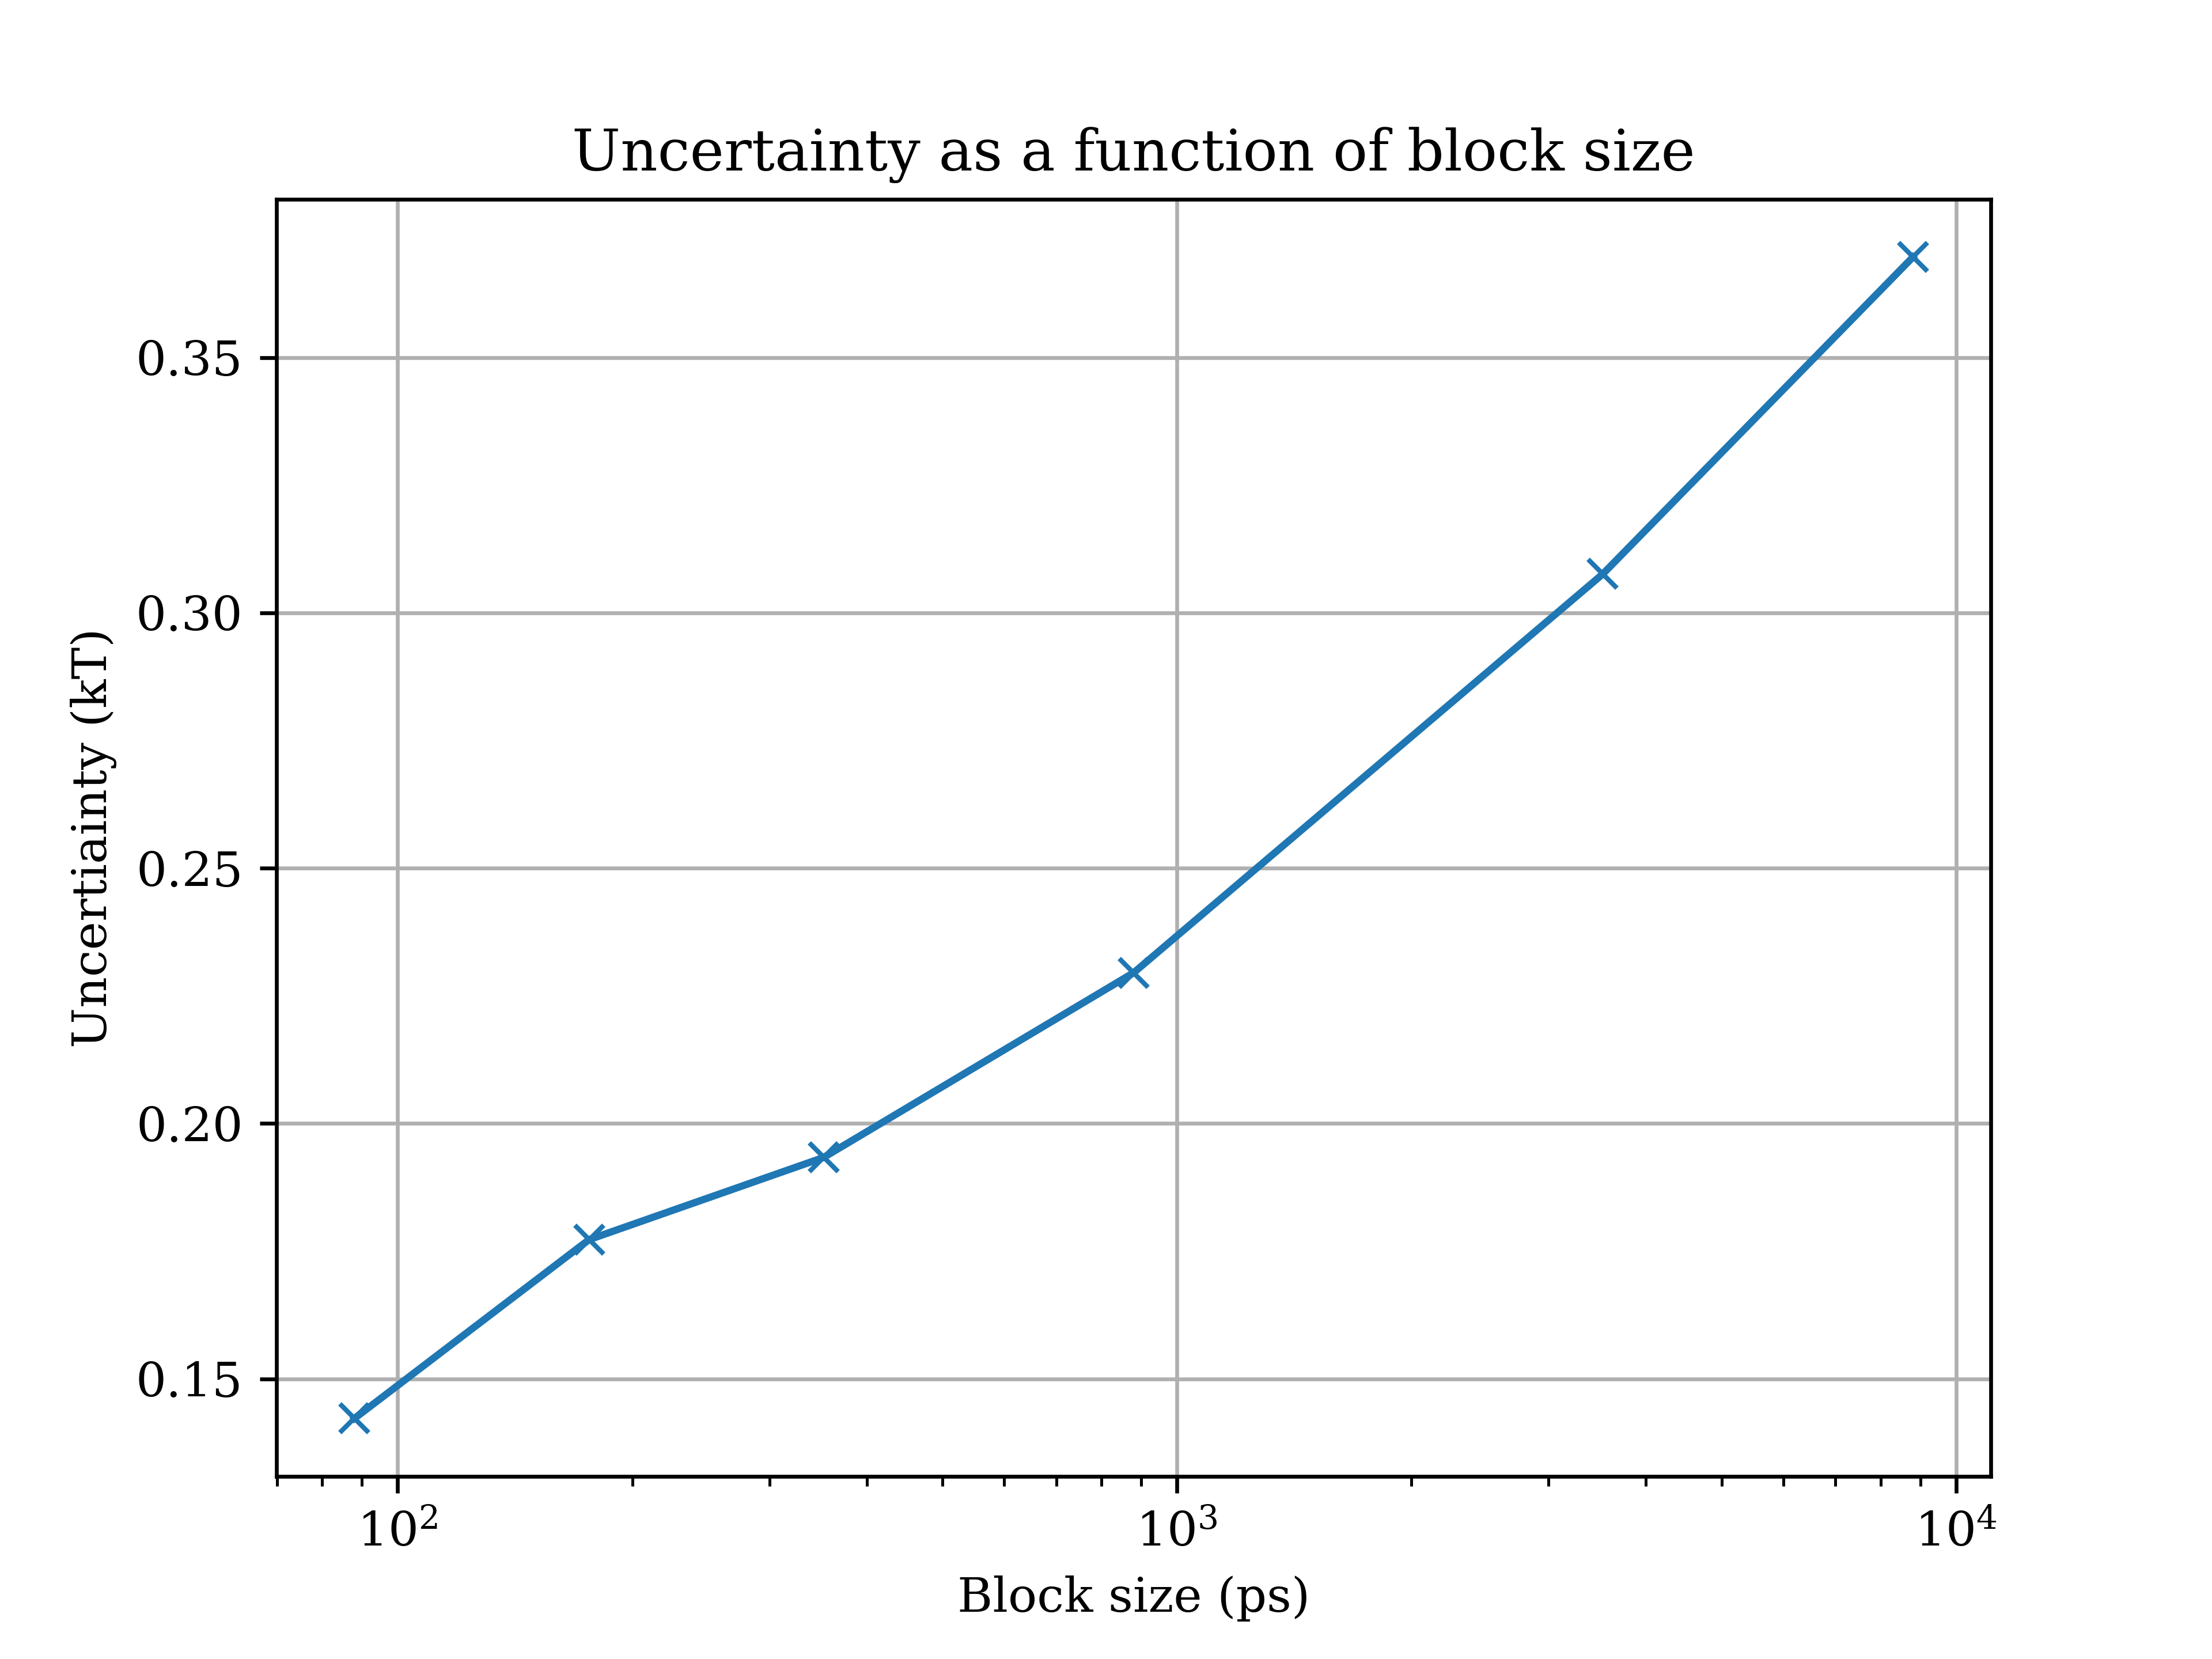 Uncertainty as a function of block size
0.35
0.30
0.25
0.20
0.15
Uncertiainty (kT)
10²
10³
10⁴
Block size (ps)